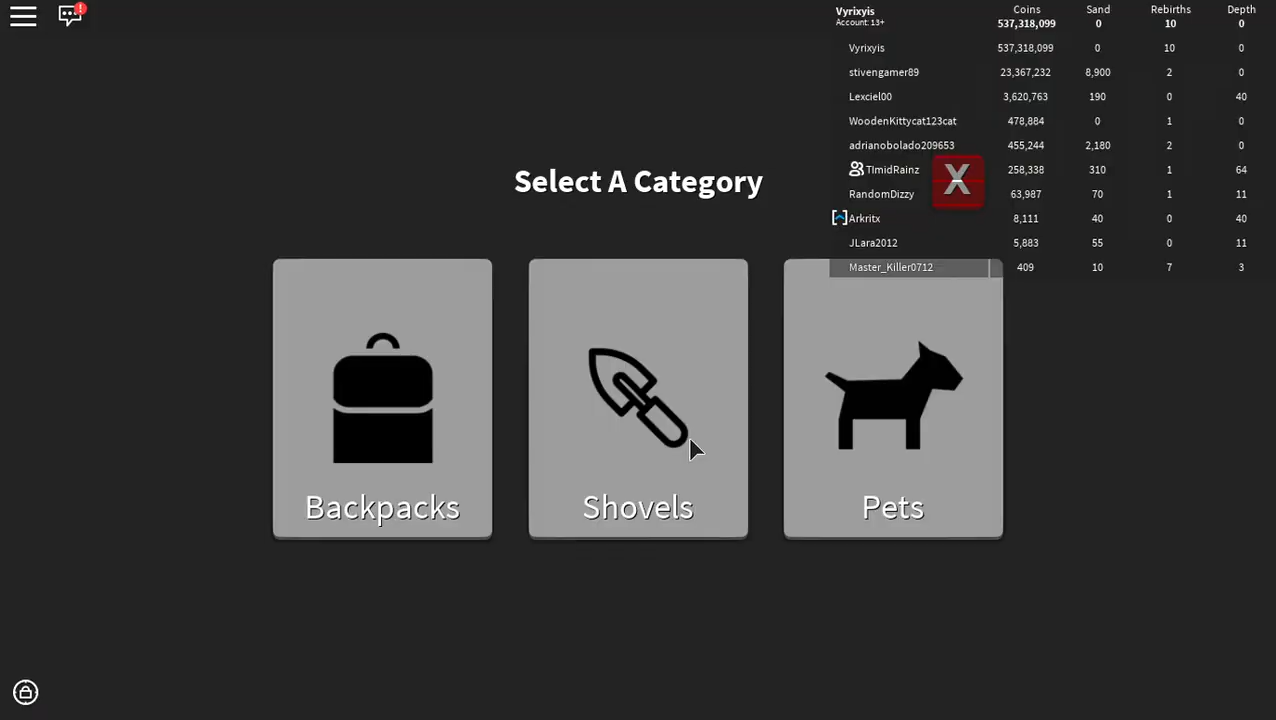 Vyrixyis Coins Sand Rebirths Depth
Account: 13+ 537,318,099 0 10 0
Vyrixyis 537,318,099 0 10 0
stivengamer89 23,367,232 8,900 2 0
Lexciel00 3,620,763 190 0 40
WoodenKittycat123cat 478,884 0 1 0
adrianobolado209653 455,244 2,180 2 0
TImidRainz 258,338 310 1 64
RandomDizzy 63,987 70 1 11
Arkritx 8,111 40 0 40
JLara2012 5,883 55 0 11
Master_Killer0712 409 10 7 3
X
Select A Category
Backpacks
Shovels
Pets